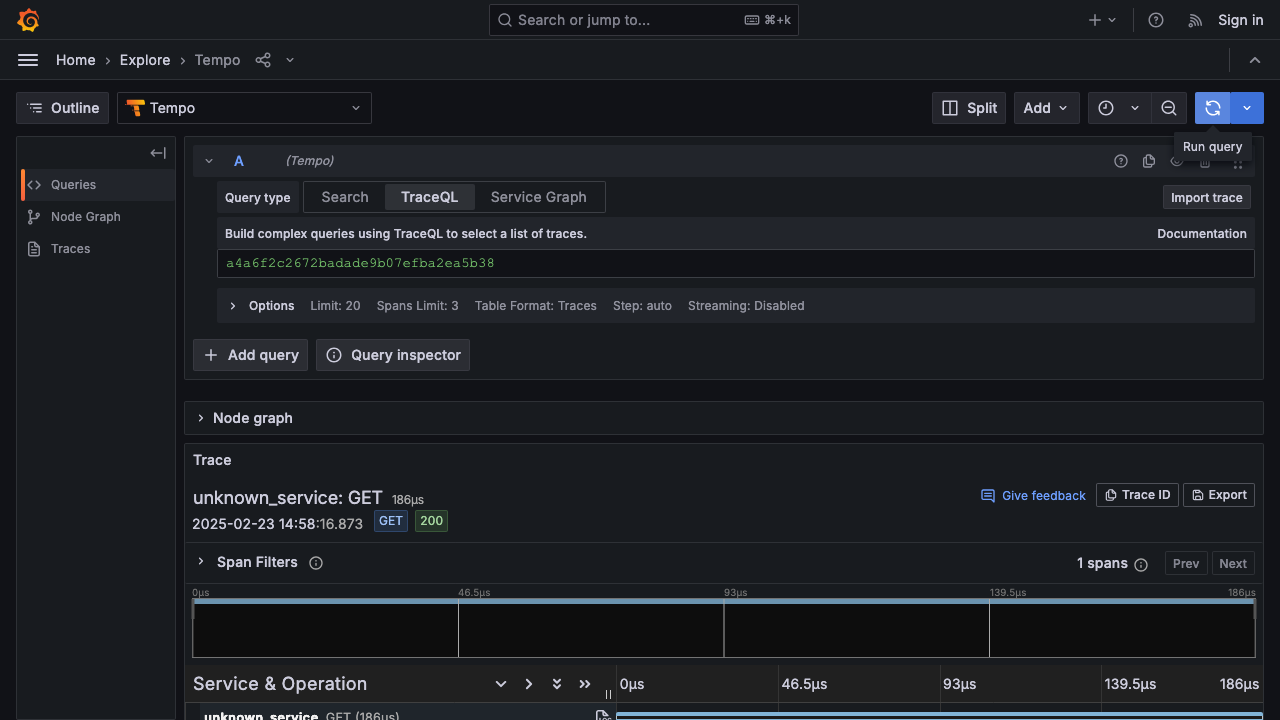 Search or jump to... ⌘+k Sign in
Home › Explore › Tempo
Outline Tempo Split Add
Run query
A (Tempo)
Queries
Node Graph
Traces
Query type Search TraceQL Service Graph Import trace
Build complex queries using TraceQL to select a list of traces. Documentation
a4a6f2c2672badade9b07efba2ea5b38
Options Limit: 20 Spans Limit: 3 Table Format: Traces Step: auto Streaming: Disabled
Add query Query inspector
Node graph
Trace
unknown_service: GET 186μs Give feedback Trace ID Export
2025-02-23 14:58:16.873 GET 200
Span Filters 1 spans Prev Next
0μs 46.5μs 93μs 139.5μs 186μs
Service & Operation 0μs 46.5μs 93μs 139.5μs 186μs
unknown_service GET (186μs)